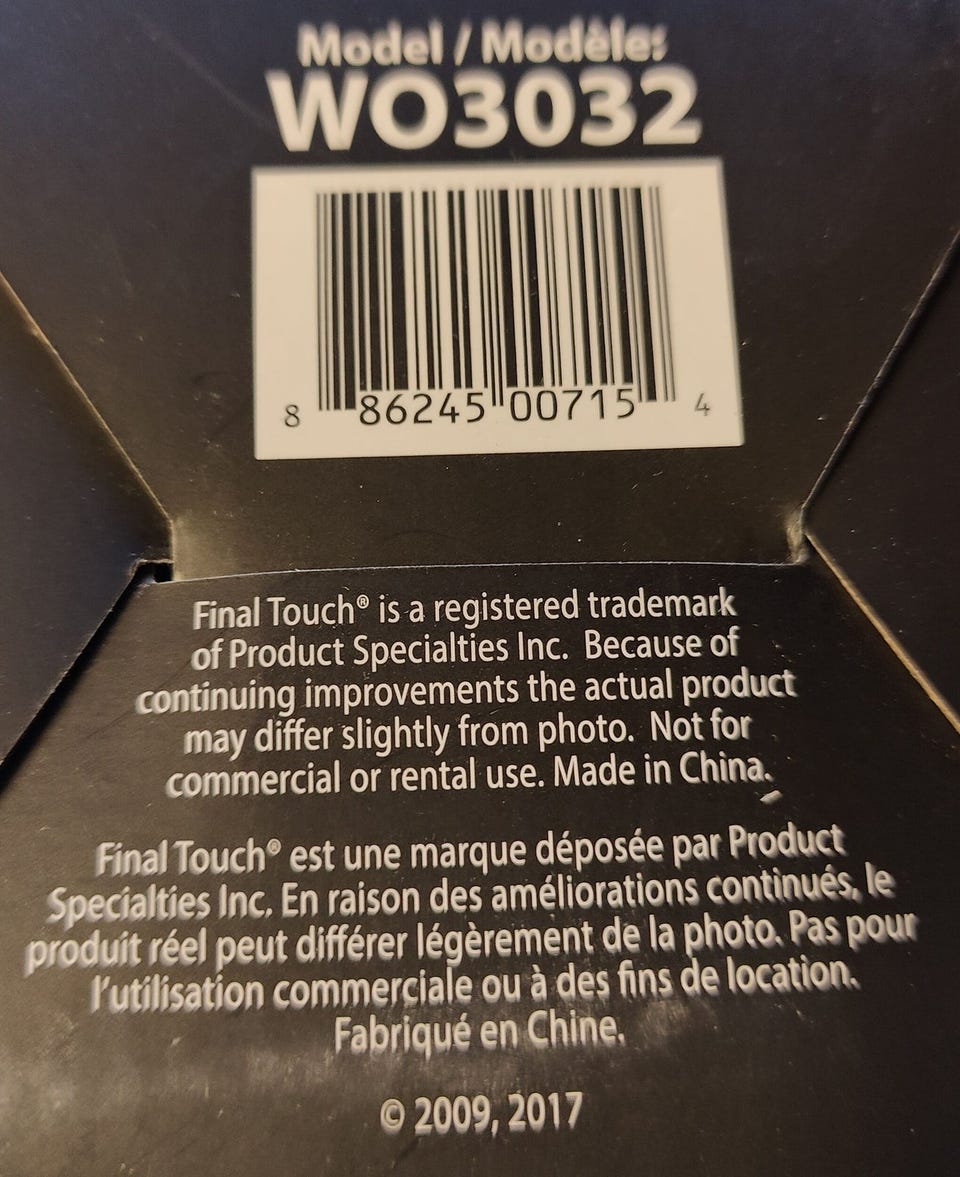 Model / Modèle:
WO3032
8 86245 00715 4
Final Touch® is a registered trademark
of Product Specialties Inc. Because of
continuing improvements the actual product
may differ slightly from photo. Not for
commercial or rental use. Made in China.
Final Touch® est une marque déposée par Product
Specialties Inc. En raison des améliorations continués, le
produit réel peut différer légèrement de la photo. Pas pour
l'utilisation commerciale ou à des fins de location.
Fabriqué en Chine.
© 2009, 2017